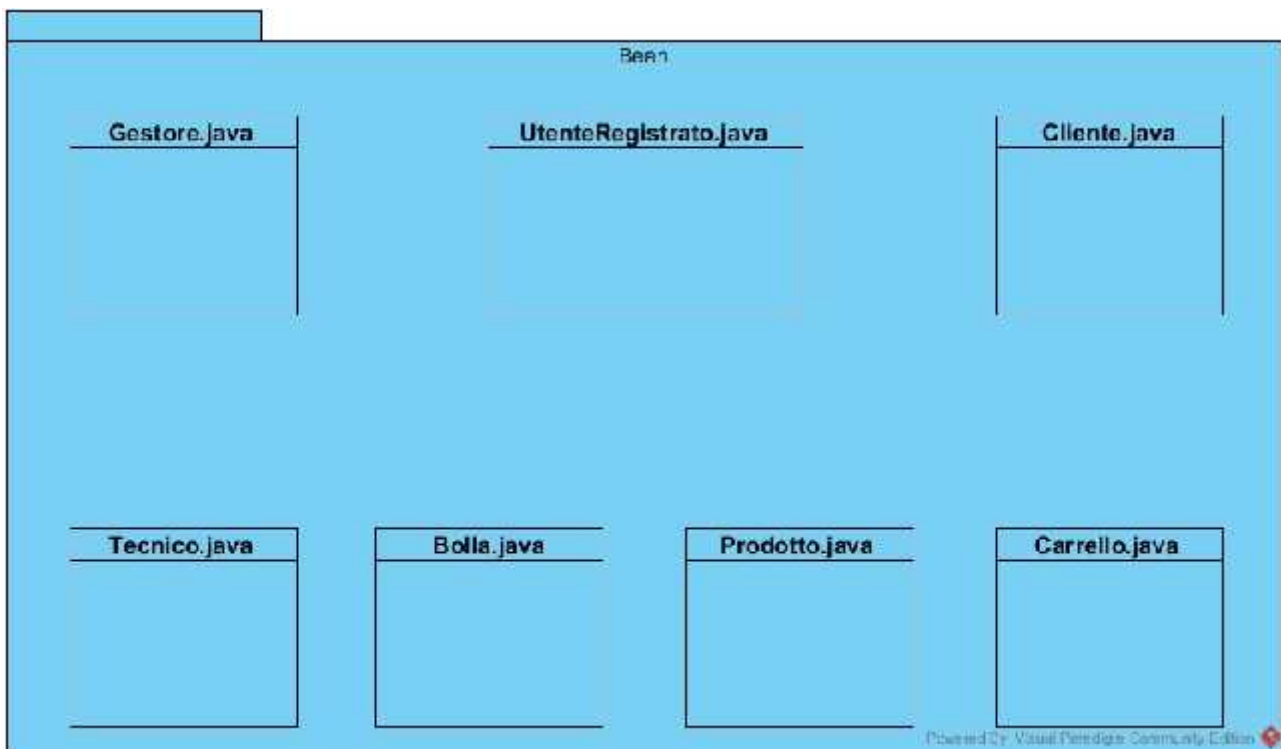 Bean
Gestore.java
UtenteRegistrato.java
Cliente.java
Tecnico.java
Bolla.java
Prodotto.java
Carrello.java
Powered By Visual Paradigm Community Edition